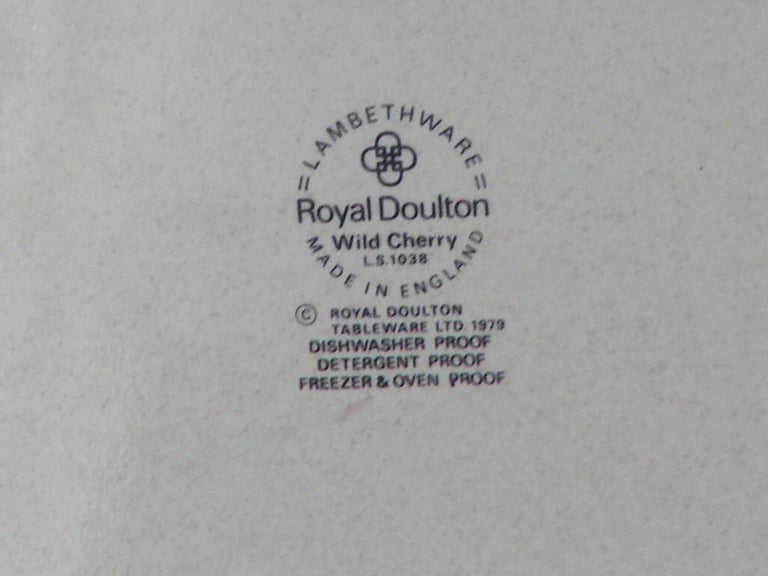 =LAMBETHWARE=
Royal Doulton
Wild Cherry
L.S.1038
MADE IN ENGLAND
© ROYAL DOULTON
TABLEWARE LTD. 1979
DISHWASHER PROOF
DETERGENT PROOF
FREEZER & OVEN PROOF